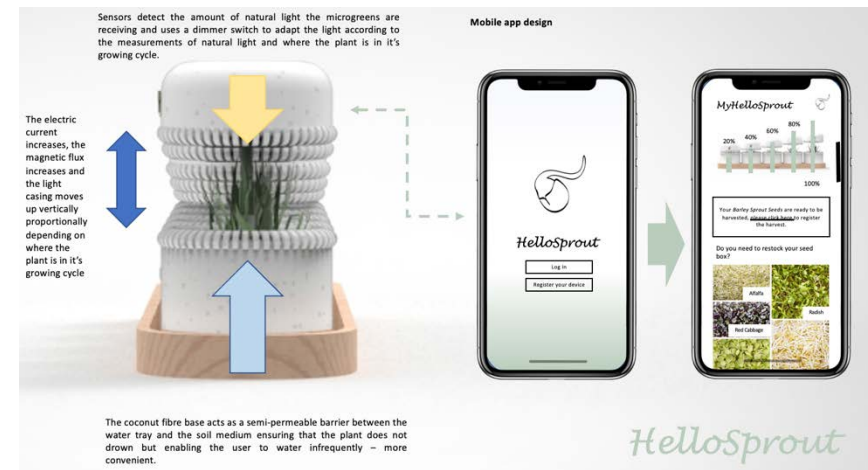 Sensors detect the amount of natural light the microgreens are
receiving and uses a dimmer switch to adapt the light according to
the measurements of natural light and where the plant is in it's
growing cycle.
The electric
current
increases, the
magnetic flux
increases and
the light
casing moves
up vertically
proportionally
depending on
where the
plant is in it's
growing cycle
The coconut fibre base acts as a semi-permeable barrier between the
water tray and the soil medium ensuring that the plant does not
drown but enabling the user to water infrequently – more
convenient.
Mobile app design
HelloSprout
Log in
Register your device
MyHelloSprout
20%
40%
60%
80%
100%
Your Barley Sprout Seeds are ready to be
harvested, please click here to register
the harvest.
Do you need to restock your seed
box?
Alfalfa
Radish
Red Cabbage
HelloSprout